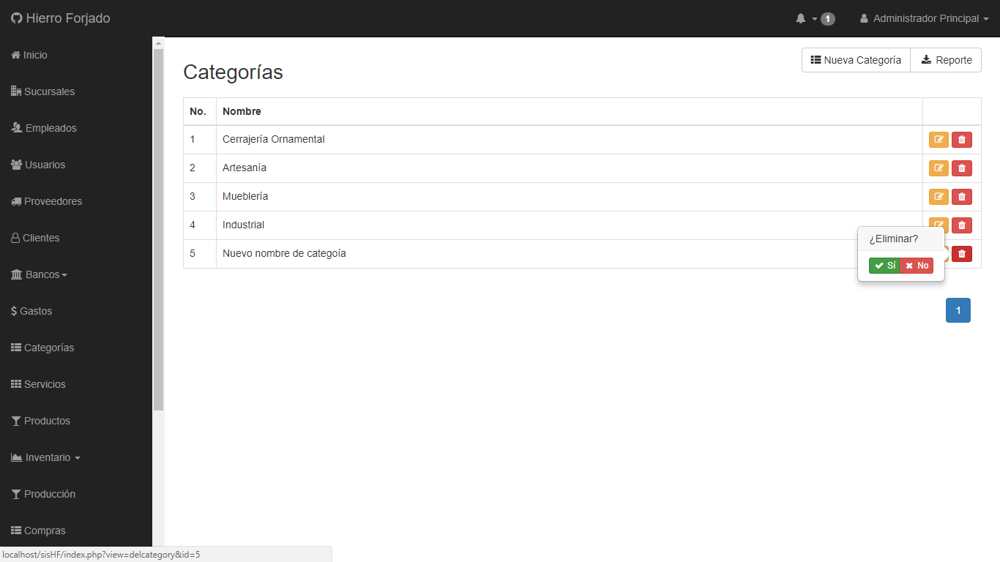 Hierro Forjado
1
Administrador Principal
Inicio
Sucursales
Empleados
Usuarios
Proveedores
Clientes
Bancos
$ Gastos
Categorías
Servicios
Productos
Inventario
Producción
Compras
Categorías
Nueva Categoría
Reporte
No. Nombre
1 Cerrajería Ornamental
2 Artesanía
3 Mueblería
4 Industrial
5 Nuevo nombre de categoía
¿Eliminar?
Sí No
1
localhost/sisHF/index.php?view=delcategory&id=5